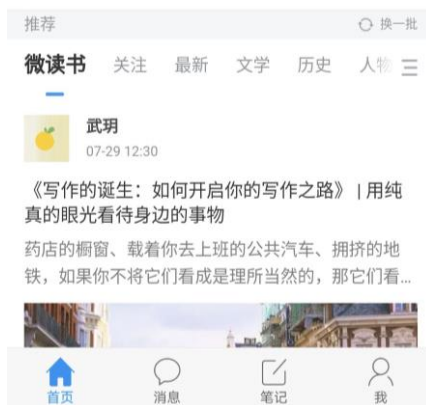 推荐
换一批
微读书 关注 最新 文学 历史 人物
武玥
07-29 12:30
《写作的诞生：如何开启你的写作之路》 | 用纯
真的眼光看待身边的事物
药店的橱窗、载着你去上班的公共汽车、拥挤的地
铁，如果你不将它们看成是理所当然的，那它们看...
首页 消息 笔记 我